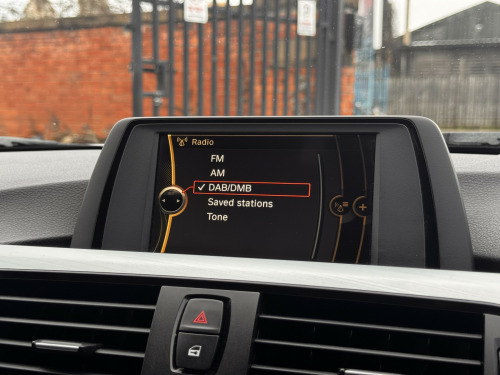 Radio
FM
AM
✓ DAB/DMB
Saved stations
Tone